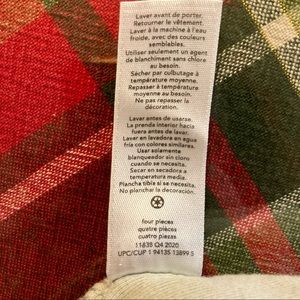 Laver avant de porter.
Retourner le vêtement.
Laver à la machine à l'eau
froide, avec des couleurs
semblables.
Utiliser seulement un agent
de blanchiment sans chlore
au besoin.
Sécher par culbutage à
température moyenne.
Repasser à température
moyenne au besoin.
Ne pas repasser la
décoration.
Lavar antes de usarse.
La prenda interior hacia
fuera antes de lavar.
Lavar en lavadora en agua
fría con colores similares.
Usar solamente
blanqueador sin cloro
cuando se necesita.
Secar en secadora a
temperatura media.
Plancha tibie si se necesita.
No planchar la
decoración.
four pieces
quatre pièces
cuatro piezas
11838 Q4 2020
UPC/CUP 1 94135 13899 5